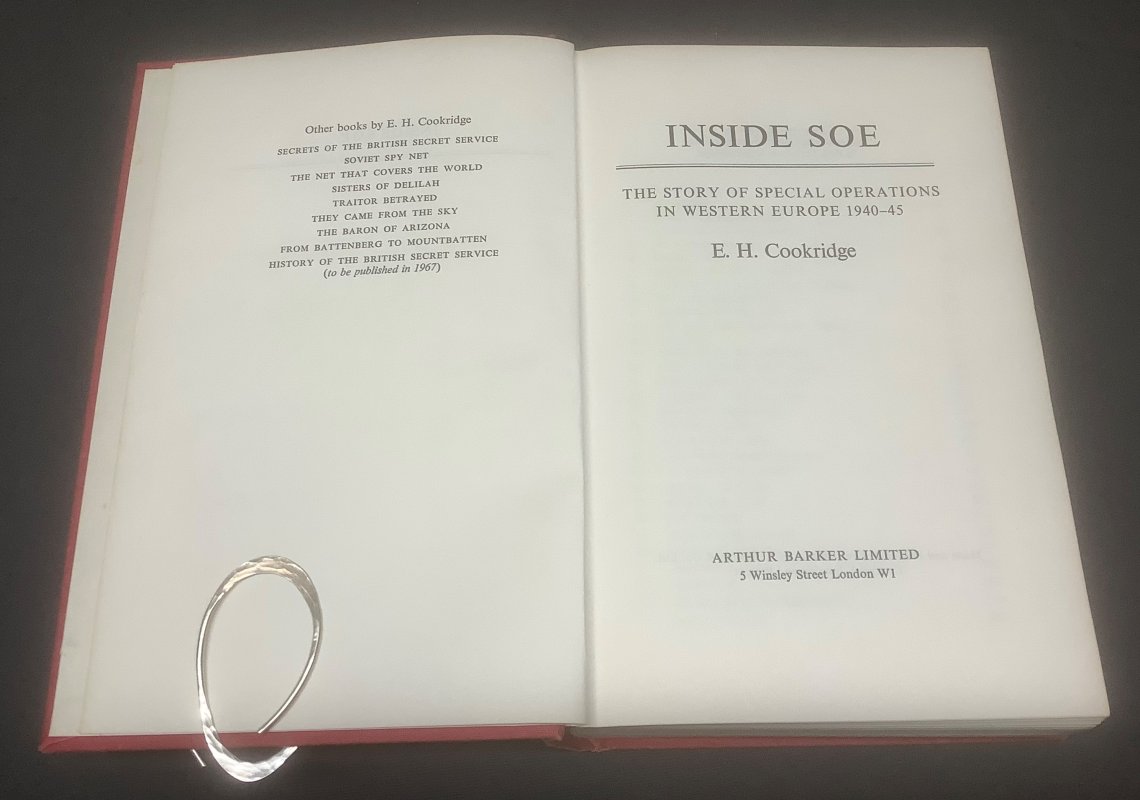 Other books by E. H. Cookridge
SECRETS OF THE BRITISH SECRET SERVICE
SOVIET SPY NET
THE NET THAT COVERS THE WORLD
SISTERS OF DELILAH
TRAITOR BETRAYED
THEY CAME FROM THE SKY
THE BARON OF ARIZONA
FROM BATTENBERG TO MOUNTBATTEN
HISTORY OF THE BRITISH SECRET SERVICE
(to be published in 1967)
INSIDE SOE
THE STORY OF SPECIAL OPERATIONS
IN WESTERN EUROPE 1940–45
E. H. Cookridge
ARTHUR BARKER LIMITED
5 Winsley Street London W1